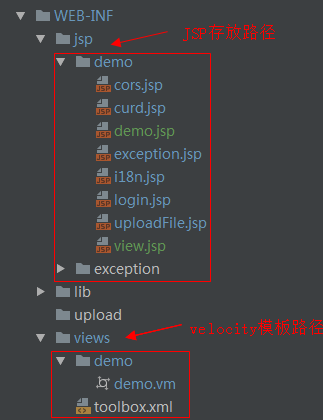 WEB-INF
jsp
JSP存放路径
demo
cors.jsp
curd.jsp
demo.jsp
exception.jsp
i18n.jsp
login.jsp
uploadFile.jsp
view.jsp
exception
lib
upload
views
velocity模板路径
demo
demo.vm
toolbox.xml